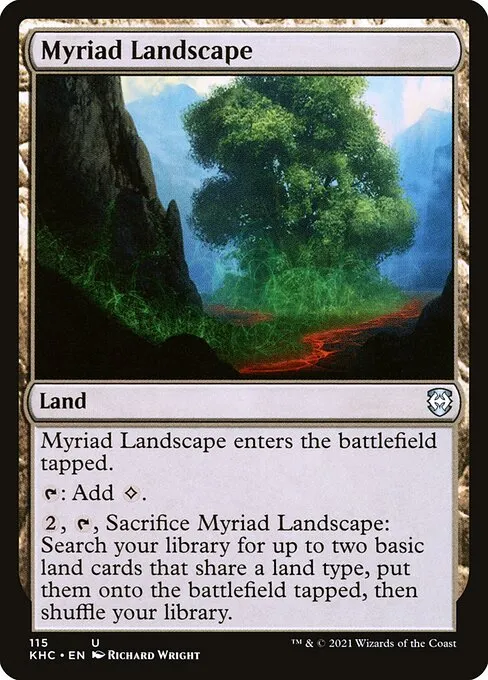 Myriad Landscape
Land
Myriad Landscape enters the battlefield
tapped.
: Add .
2, , Sacrifice Myriad Landscape:
Search your library for up to two basic
land cards that share a land type, put
them onto the battlefield tapped, then
shuffle your library.
115 U
KHC • EN Richard Wright
™ & © 2021 Wizards of the Coast